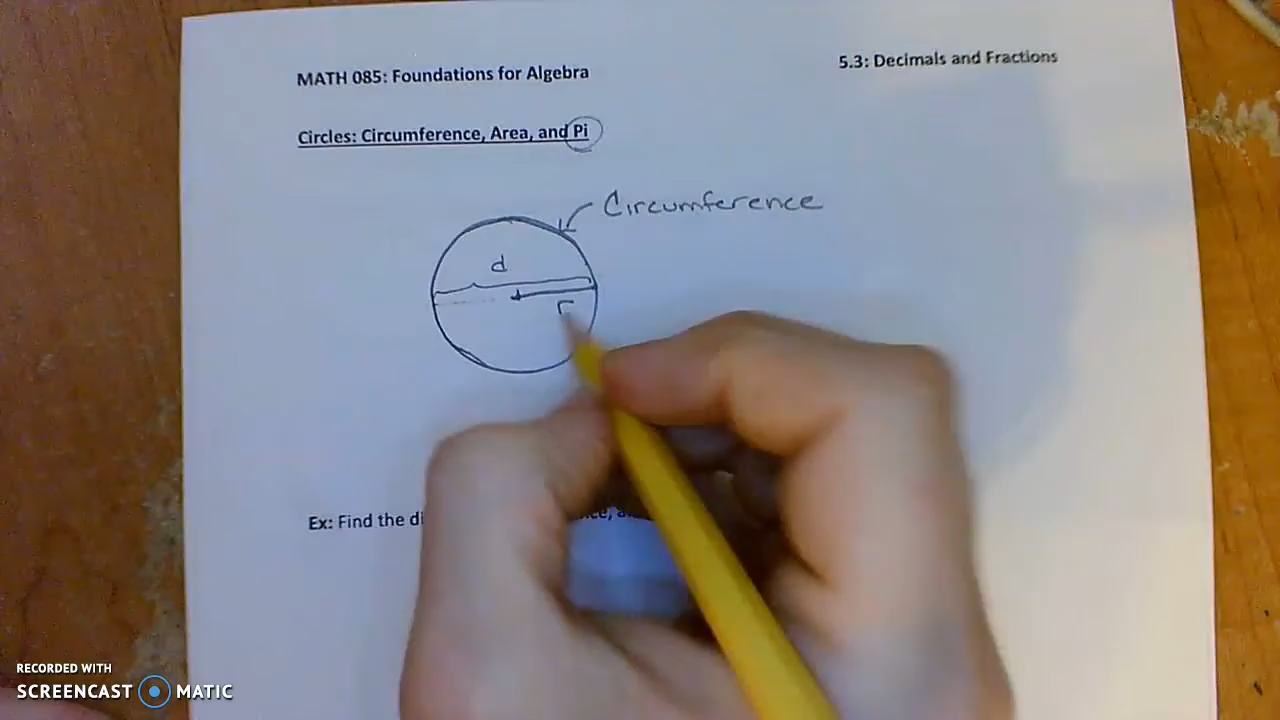 MATH 085: Foundations for Algebra
5.3: Decimals and Fractions
Circles: Circumference, Area, and Pi
Circumference
d
r
Ex: Find the
RECORDED WITH
SCREENCAST MATIC